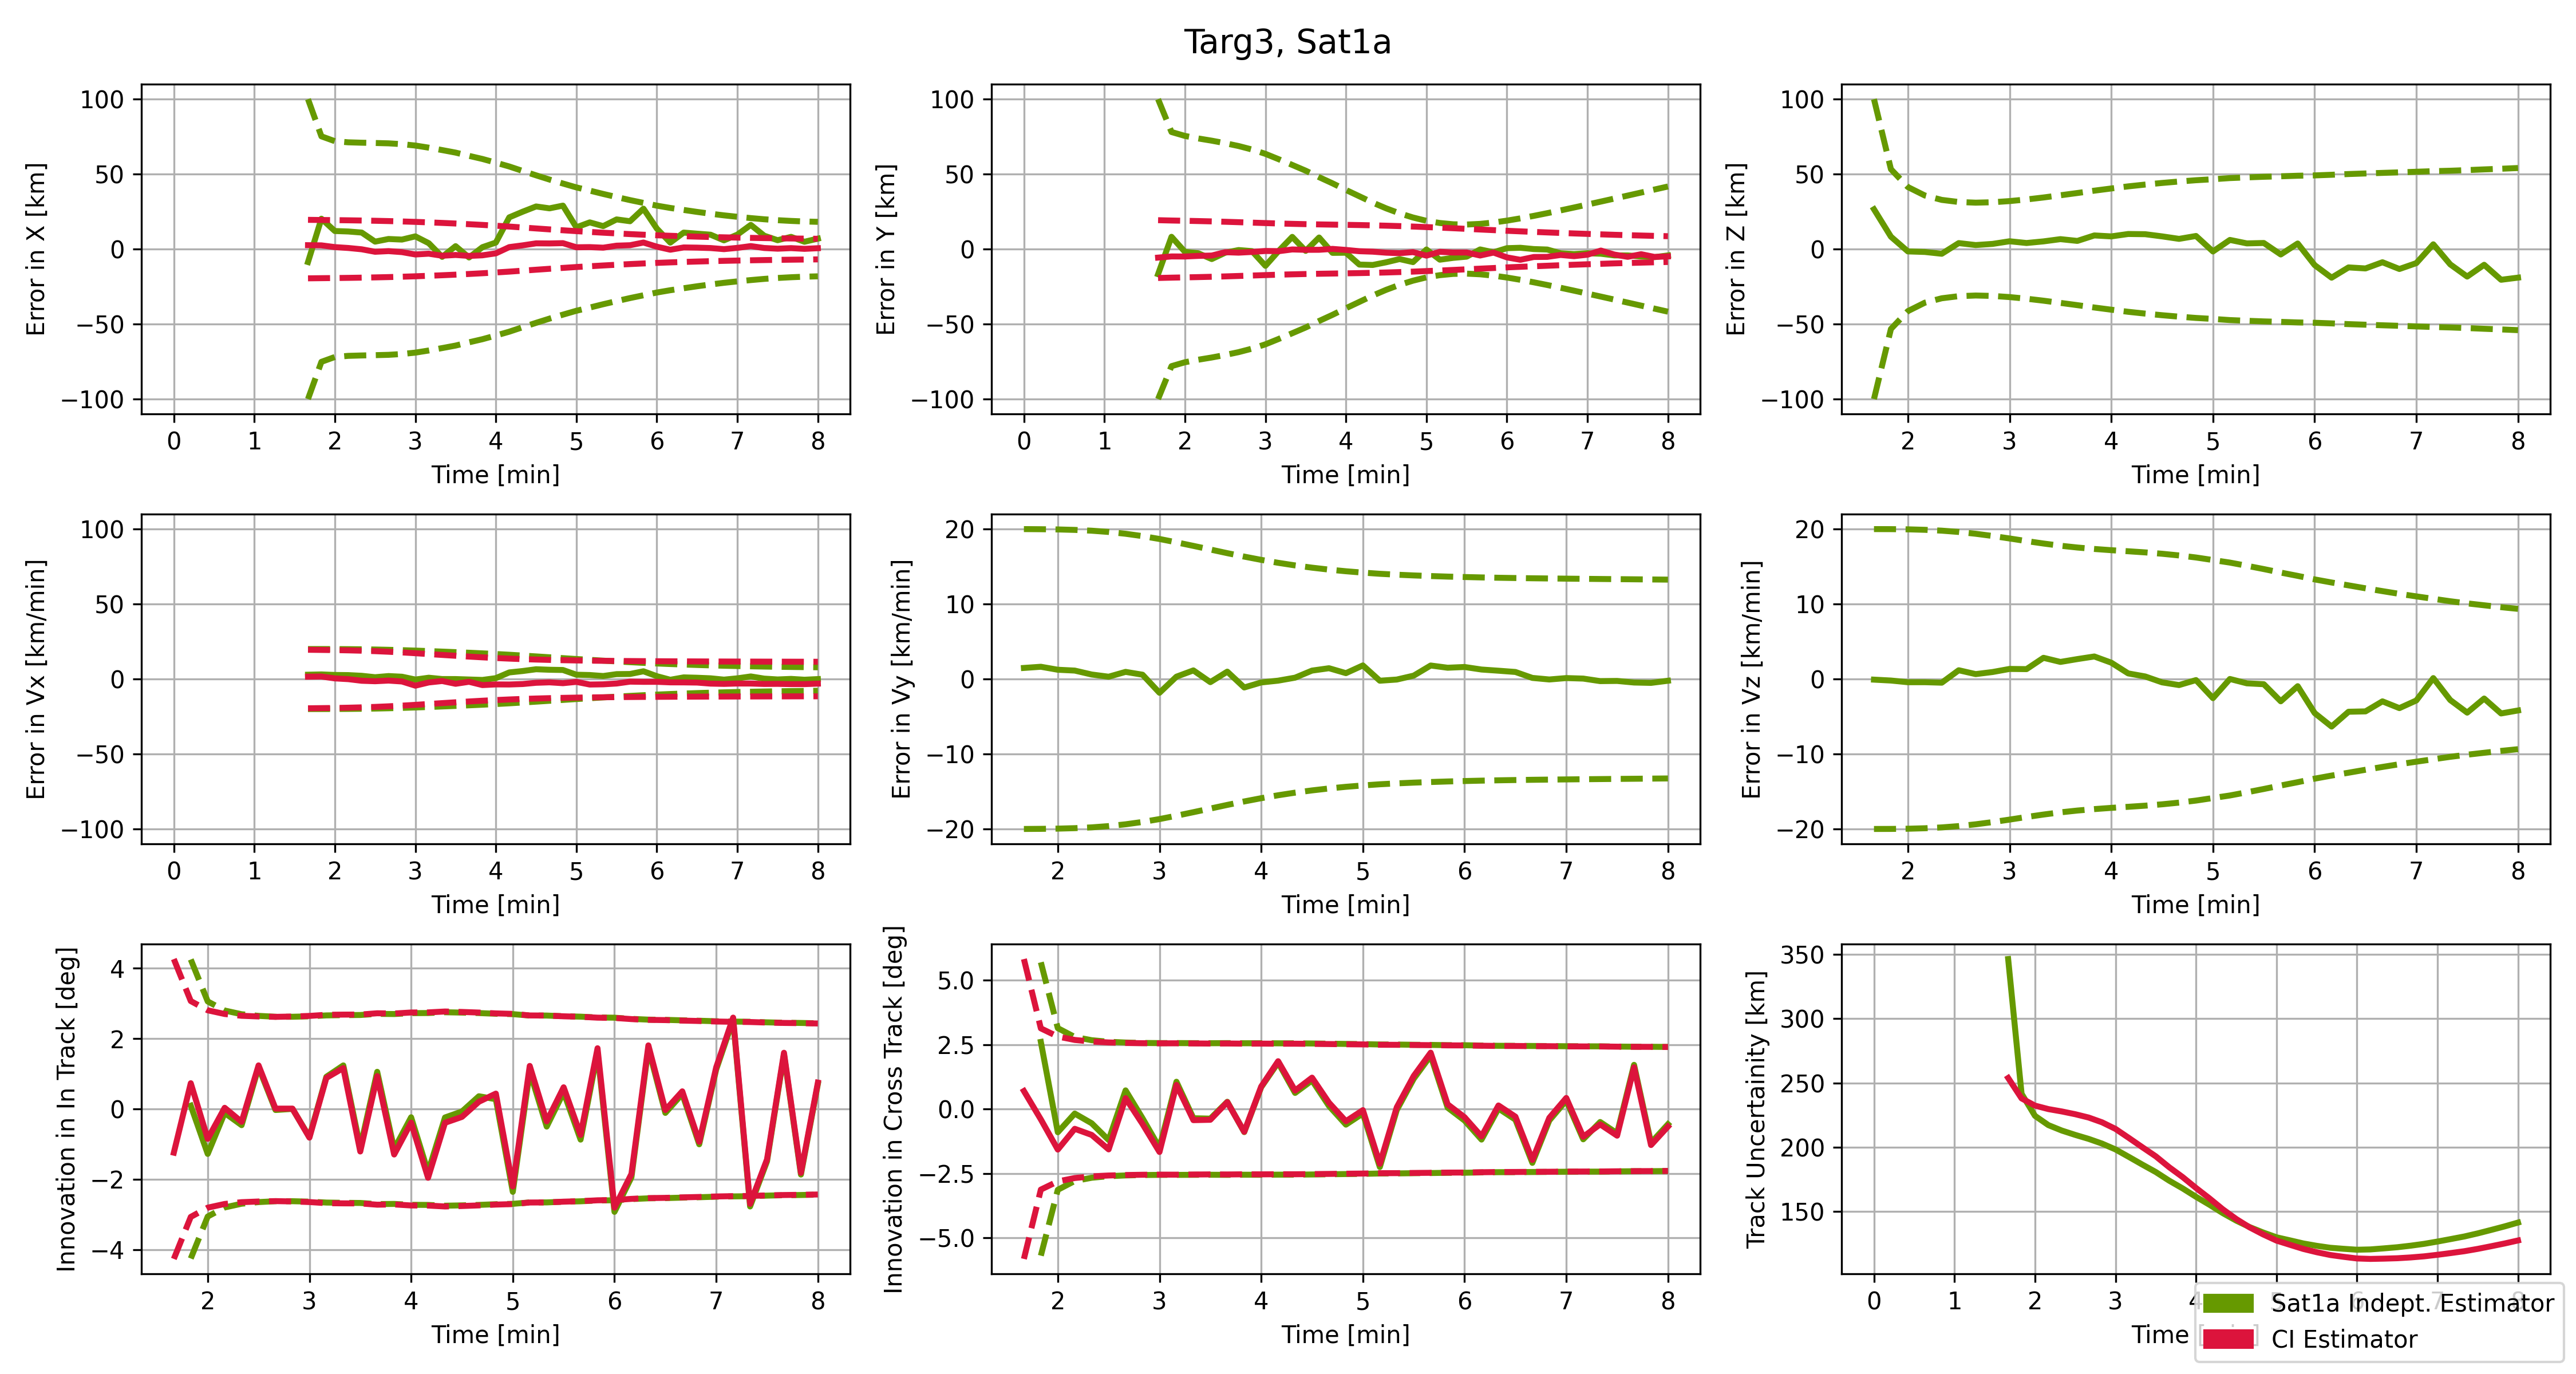 Targ3, Sat1a
Error in X [km]
100
50
0
−50
−100
0 1 2 3 4 5 6 7 8
Time [min]
Error in Y [km]
100
50
0
−50
−100
0 1 2 3 4 5 6 7 8
Time [min]
Error in Z [km]
100
50
0
−50
−100
2 3 4 5 6 7 8
Time [min]
Error in Vx [km/min]
100
50
0
−50
−100
0 1 2 3 4 5 6 7 8
Time [min]
Error in Vy [km/min]
20
10
0
−10
−20
2 3 4 5 6 7 8
Time [min]
Error in Vz [km/min]
20
10
0
−10
−20
2 3 4 5 6 7 8
Time [min]
Innovation in In Track [deg]
4
2
0
−2
−4
2 3 4 5 6 7 8
Time [min]
Innovation in Cross Track [deg]
5.0
2.5
0.0
−2.5
−5.0
2 3 4 5 6 7 8
Time [min]
Track Uncertainity [km]
350
300
250
200
150
0 1 2 3 4 5 6 7 8
Time
Sat1a Indept. Estimator
CI Estimator